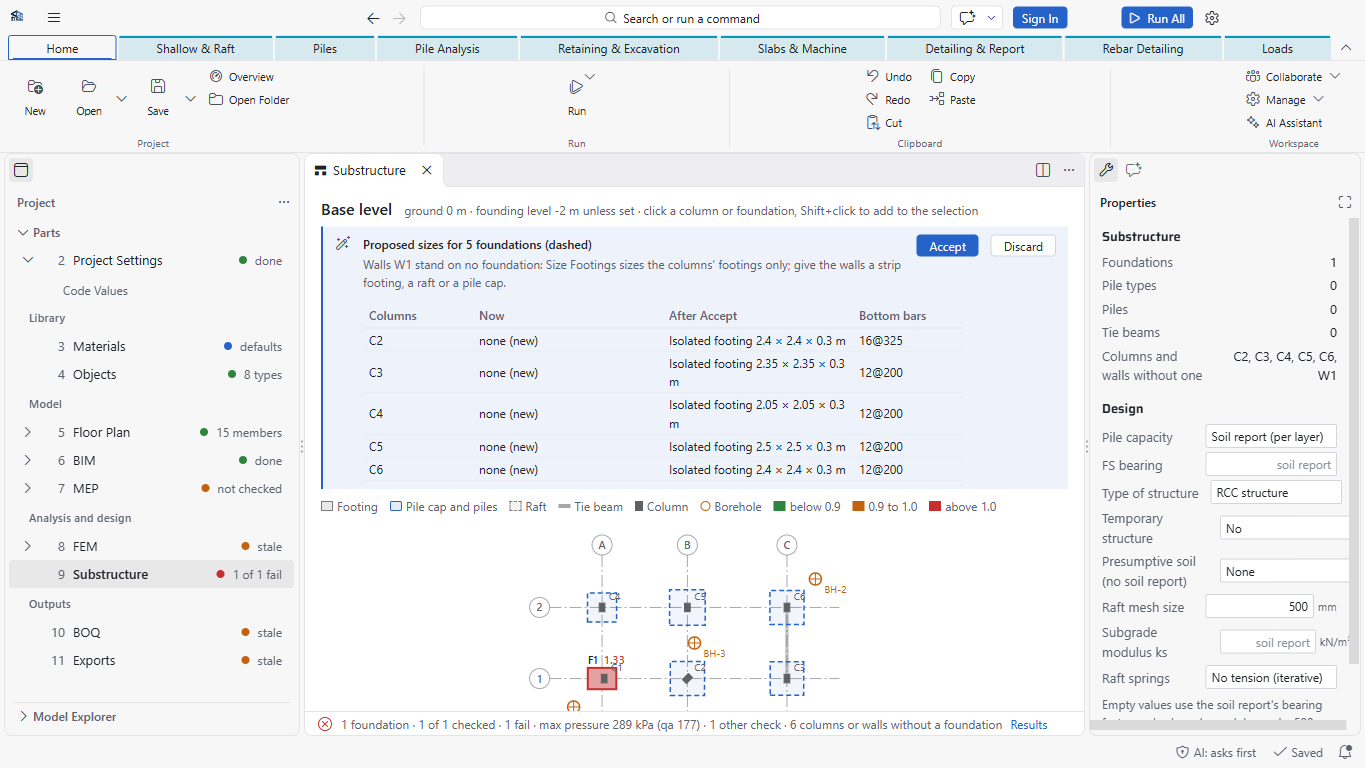 Search or run a command
Sign In
Run All
Home
Shallow & Raft
Piles
Pile Analysis
Retaining & Excavation
Slabs & Machine
Detailing & Report
Rebar Detailing
Loads
New
Open
Save
Overview
Open Folder
Project
Run
Run
Undo
Redo
Cut
Copy
Paste
Clipboard
Collaborate
Manage
AI Assistant
Workspace
Project
Parts
2 Project Settings done
Code Values
Library
3 Materials defaults
4 Objects 8 types
Model
5 Floor Plan 15 members
6 BIM done
7 MEP not checked
Analysis and design
8 FEM stale
9 Substructure 1 of 1 fail
Outputs
10 BOQ stale
11 Exports stale
Model Explorer
Substructure
Base level ground 0 m · founding level -2 m unless set · click a column or foundation, Shift+click to add to the selection
Proposed sizes for 5 foundations (dashed)
Accept
Discard
Walls W1 stand on no foundation: Size Footings sizes the columns' footings only; give the walls a strip
footing, a raft or a pile cap.
Columns Now After Accept Bottom bars
C2 none (new) Isolated footing 2.4 × 2.4 × 0.3 m 16@325
C3 none (new) Isolated footing 2.35 × 2.35 × 0.3
m 12@200
C4 none (new) Isolated footing 2.05 × 2.05 × 0.3
m 12@200
C5 none (new) Isolated footing 2.5 × 2.5 × 0.3 m 12@200
C6 none (new) Isolated footing 2.4 × 2.4 × 0.3 m 12@200
Footing Pile cap and piles Raft Tie beam Column Borehole below 0.9 0.9 to 1.0 above 1.0
A B C
BH-2
C4 C5 C6
2
BH-3
F1 1.33
C1 C2 C3
1
1 foundation · 1 of 1 checked · 1 fail · max pressure 289 kPa (qa 177) · 1 other check · 6 columns or walls without a foundation Results
Properties
Substructure
Foundations 1
Pile types 0
Piles 0
Tie beams 0
Columns and C2, C3, C4, C5, C6,
walls without one W1
Design
Pile capacity Soil report (per layer)
FS bearing soil report
Type of structure RCC structure
Temporary
structure No
Presumptive soil
(no soil report) None
Raft mesh size 500 mm
Subgrade
modulus ks soil report kN/m³
Raft springs No tension (iterative)
Empty values use the soil report's bearing
AI: asks first
Saved